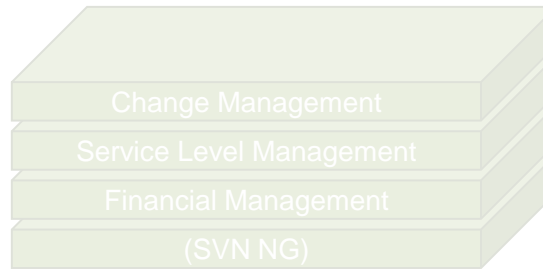 Change Management
Service Level Management
Financial Management
(SVN NG)